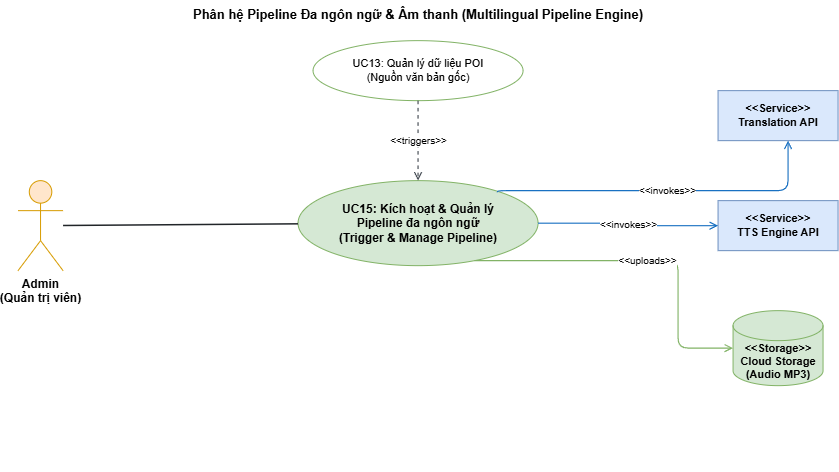 Phân hệ Pipeline Đa ngôn ngữ & Âm thanh (Multilingual Pipeline Engine)
UC13: Quản lý dữ liệu POI
(Nguồn văn bản gốc)
<<Service>>
Translation API
<<triggers>>
<<invokes>>
UC15: Kích hoạt & Quản lý
Pipeline đa ngôn ngữ
(Trigger & Manage Pipeline)
<<invokes>>
<<Service>>
TTS Engine API
<<uploads>>
Admin
(Quản trị viên)
<<Storage>>
Cloud Storage
(Audio MP3)